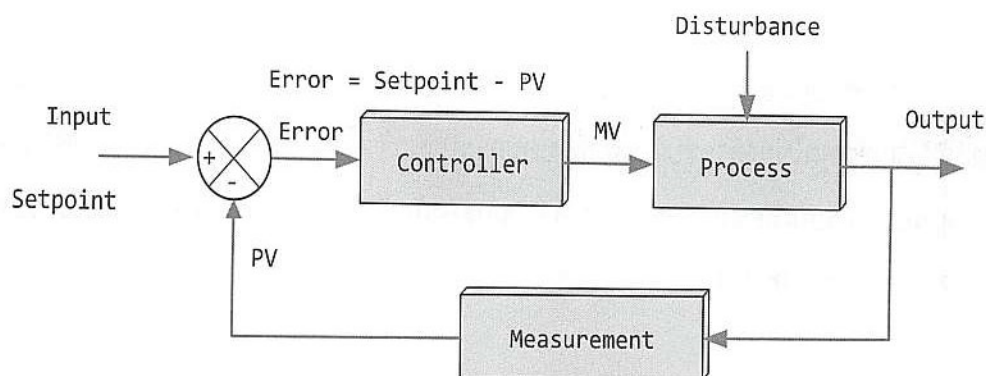 Disturbance
Error = Setpoint - PV
Input
Error
MV
Output
+
Controller
Process
-
Setpoint
PV
Measurement